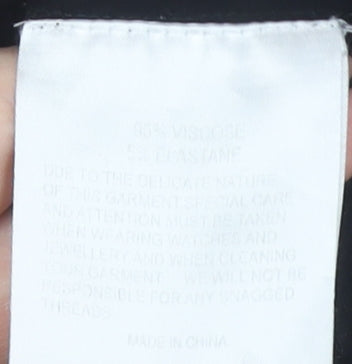 95% VISCOSE
5% ELASTANE
DUE TO THE DELICATE NATURE
OF THIS GARMENT SPECIAL CARE
AND ATTENTION MUST BE TAKEN
WHEN WEARING WATCHES AND
JEWELLERY AND WHEN CLEANING
YOUR GARMENT WE WILL NOT BE
RESPONSIBLE FOR ANY SNAGGED
THREADS
MADE IN CHINA